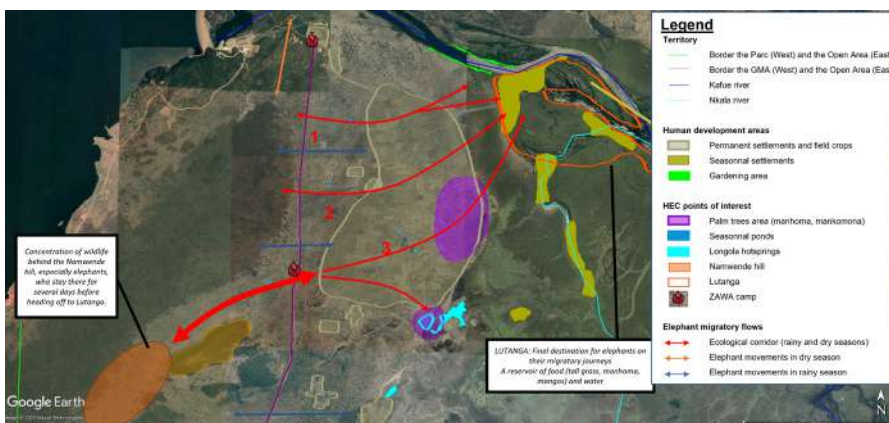 Legend
Territory
Border the Parc (West) and the Open Area (East
Border the GMA (West) and the Open Area (East
Kafue river
Nkala river
Human development areas
Permanent settlements and field crops
Seasonnal settlements
Gardening area
HEC points of interest
Palm trees area (manhoma, mankomona)
Seasonnal ponds
Longola hotsprings
Namwende hill
Lutanga
ZAWA camp
Elephant migratory flows
Ecological corridor (rainy and dry seasons)
Elephant movements in dry season
Elephant movements in rainy season
1
2
3
Concentration of wildlife
behind the Namwende
hill, especially elephants,
who stay there for
several days before
heading off to Lutanga.
LUTANGA: Final destination for elephants on
their migratory journeys
A reservoir of food (tall grass, manhoma,
mangos) and water
Google Earth
N